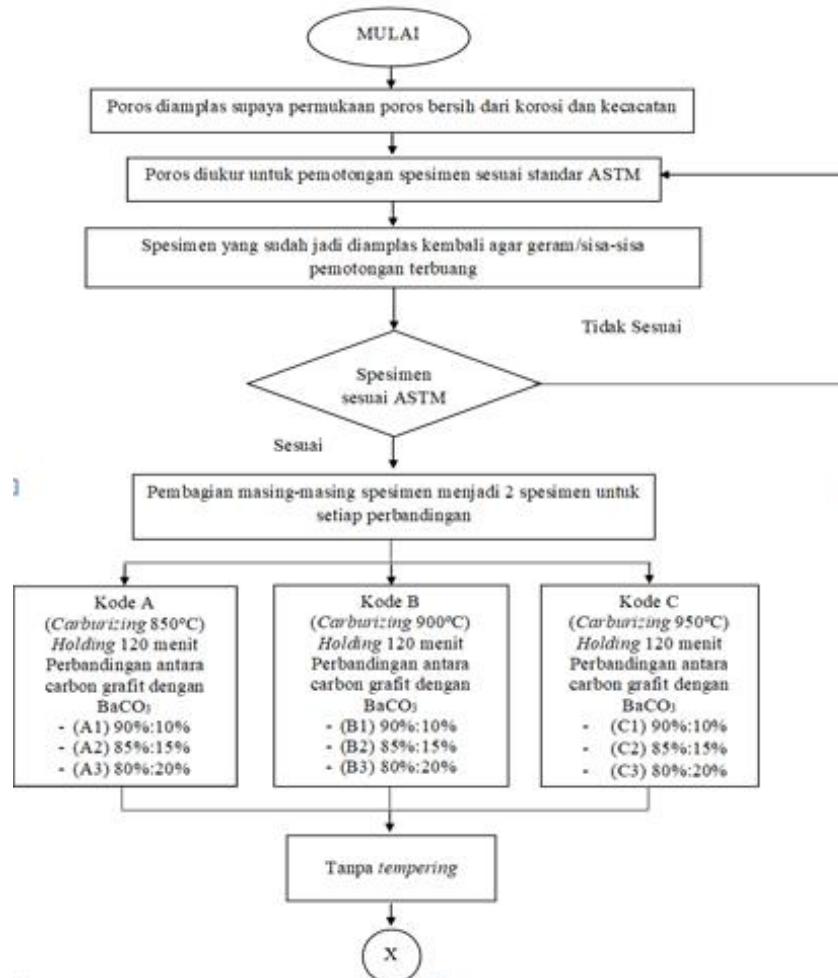 MULAI
Poros diamplas supaya permukaan poros bersih dari korosi dan kecacatan
Poros diukur untuk pemotongan spesimen sesuai standar ASTM
Spesimen yang sudah jadi diamplas kembali agar geram/sisa-sisa
pemotongan terbuang
Tidak Sesuai
Spesimen
sesuai ASTM
Sesuai
Pembagian masing-masing spesimen menjadi 2 spesimen untuk
setiap perbandingan
Kode A
(Carburizing 850°C)
Holding 120 menit
Perbandingan antara
carbon grafit dengan
BaCO₃
- (A1) 90%:10%
- (A2) 85%:15%
- (A3) 80%:20%
Kode B
(Carburizing 900°C)
Holding 120 menit
Perbandingan antara
carbon grafit dengan
BaCO₃
- (B1) 90%:10%
- (B2) 85%:15%
- (B3) 80%:20%
Kode C
(Carburizing 950°C)
Holding 120 menit
Perbandingan antara
carbon grafit dengan
BaCO₃
- (C1) 90%:10%
- (C2) 85%:15%
- (C3) 80%:20%
Tanpa tempering
X